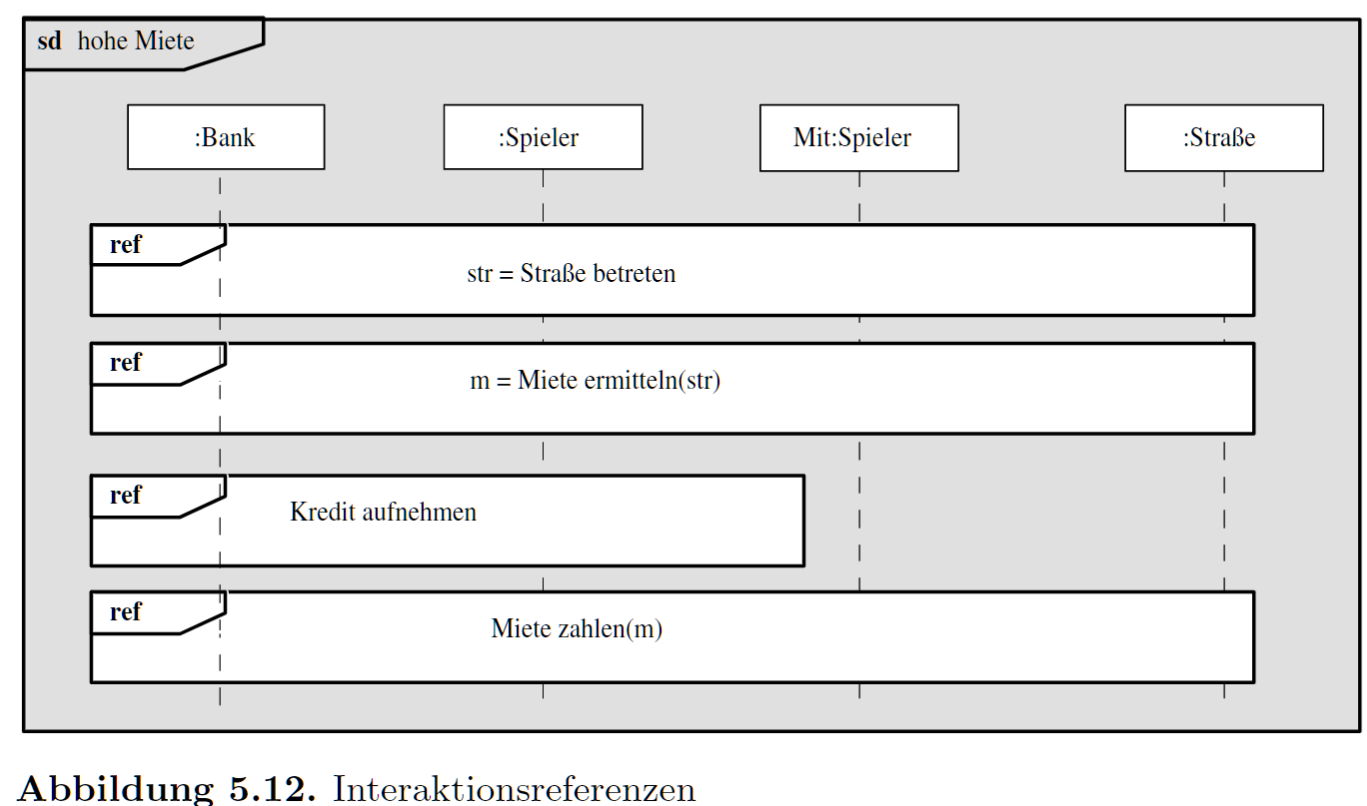 sd hohe Miete
:Bank :Spieler Mit:Spieler :Straße
ref
str = Straße betreten
ref
m = Miete ermitteln(str)
ref
Kredit aufnehmen
ref
Miete zahlen(m)
Abbildung 5.12. Interaktionsreferenzen